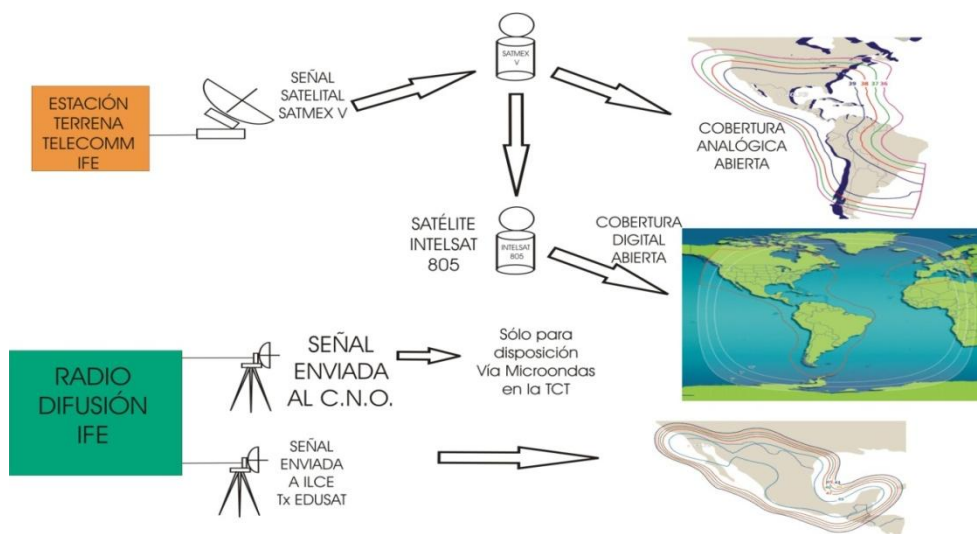 SATMEX
V
ESTACIÓN
TERRENA
TELECOMM
IFE
SEÑAL
SATELITAL
SATMEX V
COBERTURA
ANALÓGICA
ABIERTA
SATÉLITE
INTELSAT
805
INTELSAT
805
COBERTURA
DIGITAL
ABIERTA
RADIO
DIFUSIÓN
IFE
SEÑAL
ENVIADA
AL C.N.O.
Sólo para
disposición
Vía Microondas
en la TCT
SEÑAL
ENVIADA
A ILCE
Tx EDUSAT